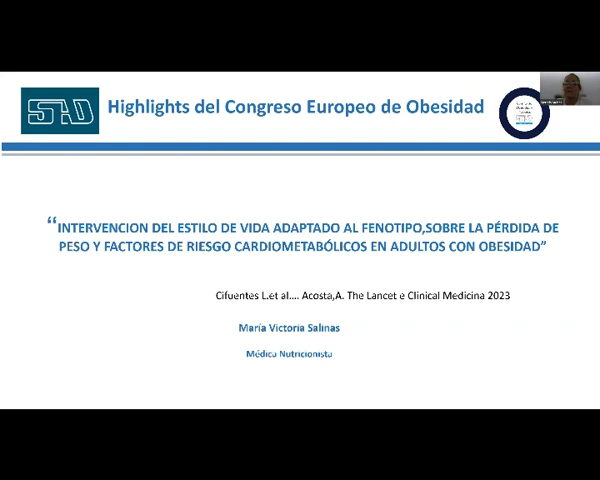 SAD
Highlights del Congreso Europeo de Obesidad
“INTERVENCION DEL ESTILO DE VIDA ADAPTADO AL FENOTIPO,SOBRE LA PÉRDIDA DE
PESO Y FACTORES DE RIESGO CARDIOMETABÓLICOS EN ADULTOS CON OBESIDAD”
Cifuentes L.et al.... Acosta,A. The Lancet e Clinical Medicina 2023
María Victoria Salinas
Médica Nutricionista